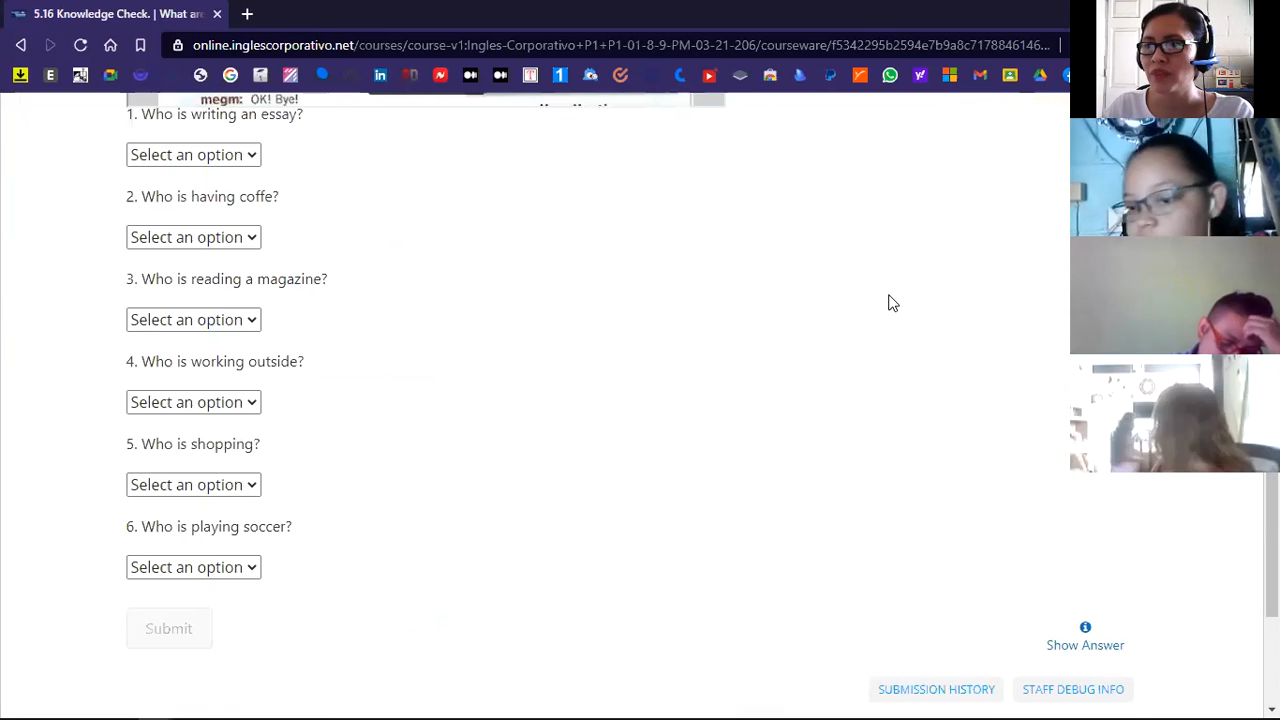 5.16 Knowledge Check. | What are
online.inglescorporativo.net/courses/course-v1:Ingles-Corporativo+P1+P1-01-8-9-PM-03-21-206/courseware/f5342295b2594e7b9a8c7178846146...
megm: OK! Bye!
1. Who is writing an essay?
Select an option
2. Who is having coffe?
Select an option
3. Who is reading a magazine?
Select an option
4. Who is working outside?
Select an option
5. Who is shopping?
Select an option
6. Who is playing soccer?
Select an option
Submit
Show Answer
SUBMISSION HISTORY
STAFF DEBUG INFO